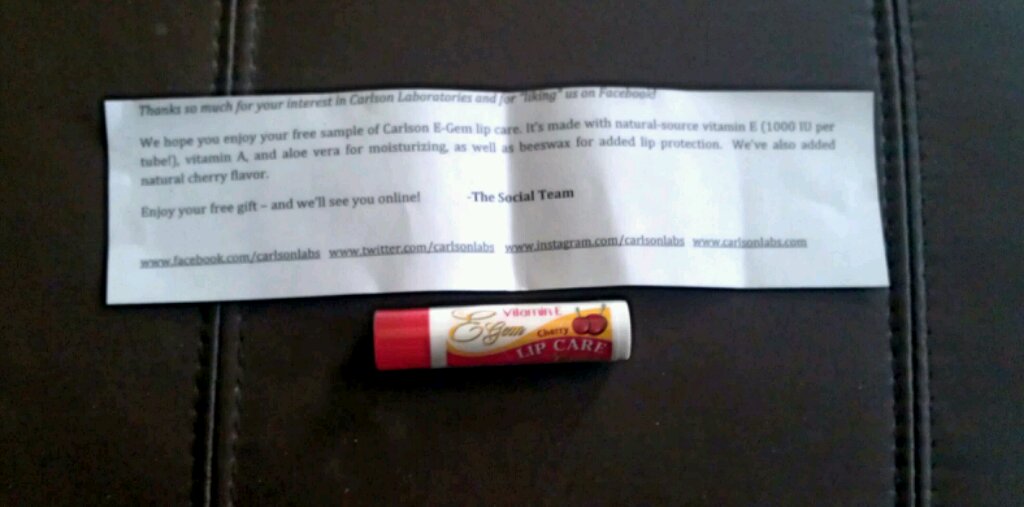 Thanks so much for your interest in Carlson Laboratories and for "liking" us on Facebook!
We hope you enjoy your free sample of Carlson E-Gem lip care. It's made with natural-source vitamin E (1000 IU per
tube!), vitamin A, and aloe vera for moisturizing, as well as beeswax for added lip protection. We've also added
natural cherry flavor.
Enjoy your free gift – and we'll see you online! -The Social Team
www.facebook.com/carlsonlabs www.twitter.com/carlsonlabs www.instagram.com/carlsonlabs www.carlsonlabs.com
Vitamin E
E Gem
Cherry
LIP CARE